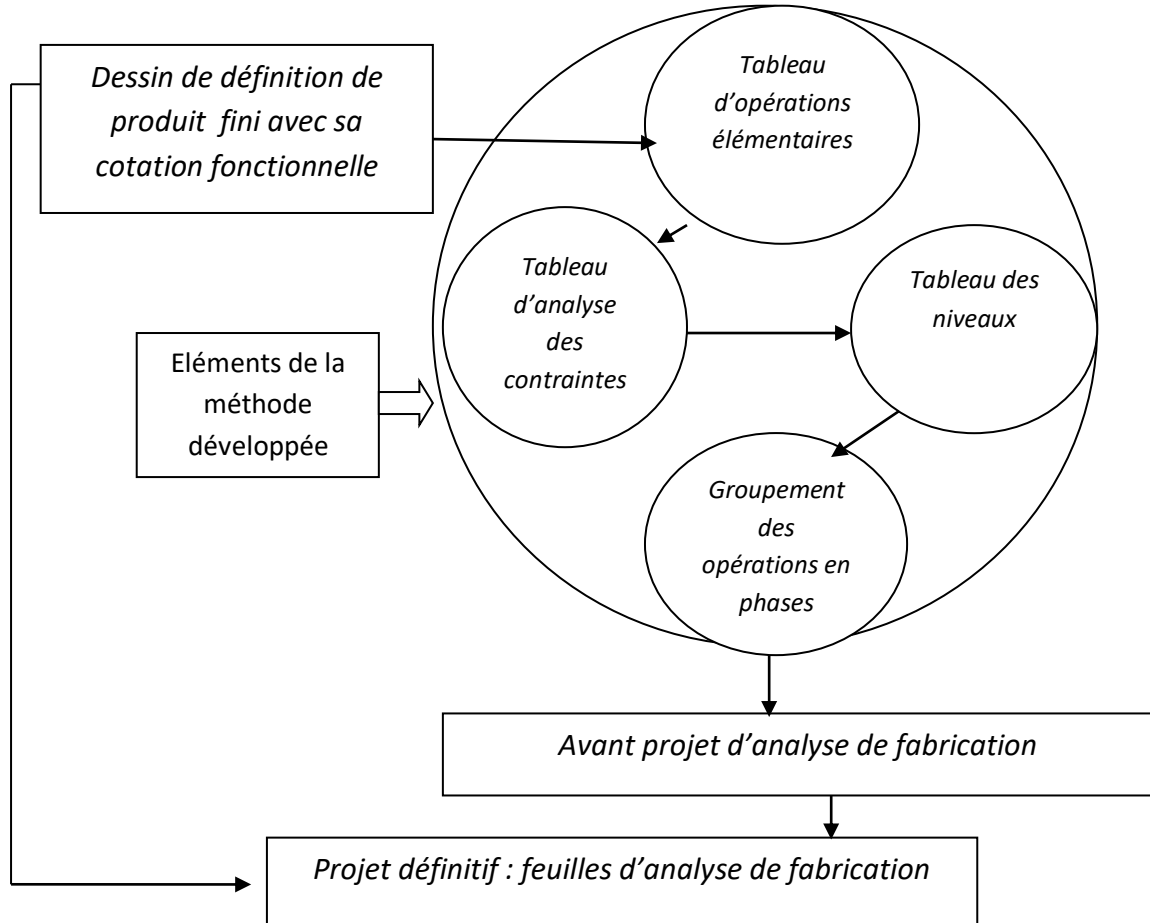 Dessin de définition de
produit fini avec sa
cotation fonctionnelle
Tableau
d’opérations
élémentaires
Tableau
d’analyse
des
contraintes
Tableau des
niveaux
Eléments de la
méthode
développée
Groupement
des
opérations en
phases
Avant projet d’analyse de fabrication
Projet définitif : feuilles d’analyse de fabrication